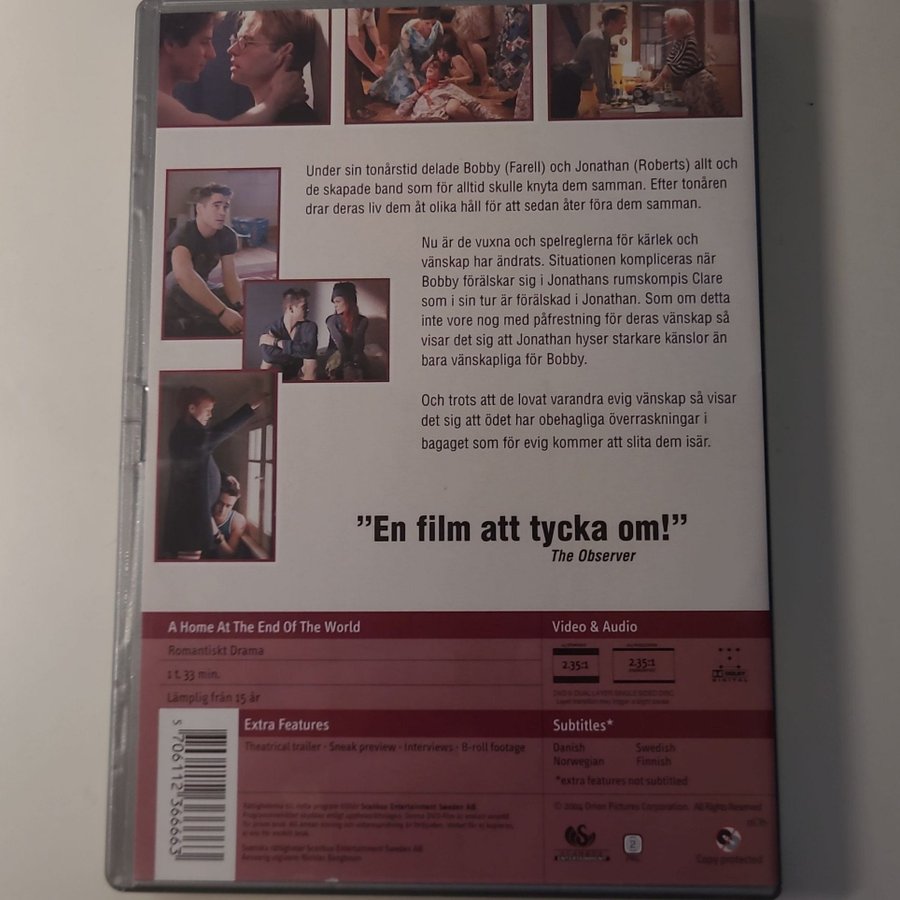 Under sin tonårstid delade Bobby (Farell) och Jonathan (Roberts) allt och
de skapade band som för alltid skulle knyta dem samman. Efter tonåren
drar deras liv dem åt olika håll för att sedan åter föra dem samman.
Nu är de vuxna och spelreglerna för kärlek och
vänskap har ändrats. Situationen kompliceras när
Bobby förälskar sig i Jonathans rumskompis Clare
som i sin tur är förälskad i Jonathan. Som om detta
inte vore nog med påfrestning för deras vänskap så
visar det sig att Jonathan hyser starkare känslor än
bara vänskapliga för Bobby.
Och trots att de lovat varandra evig vänskap så visar
det sig att ödet har obehagliga överraskningar i
bagaget som för evig kommer att slita dem isär.
”En film att tycka om!”
The Observer
A Home At The End Of The World
Romantiskt Drama
1 t. 33 min.
Lämplig från 15 år
Video & Audio
2.35:1
2.35:1
DOLBY
DIGITAL
Extra Features
Theatrical trailer · Sneak preview · Interviews · B-roll footage
Subtitles*
Danish Swedish
Norwegian Finnish
*extra features not subtitled
5 706112 366663
© 2004 Orion Pictures Corporation. All Rights Reserved
ENTERTAINMENT
2
PAL
Copy protected